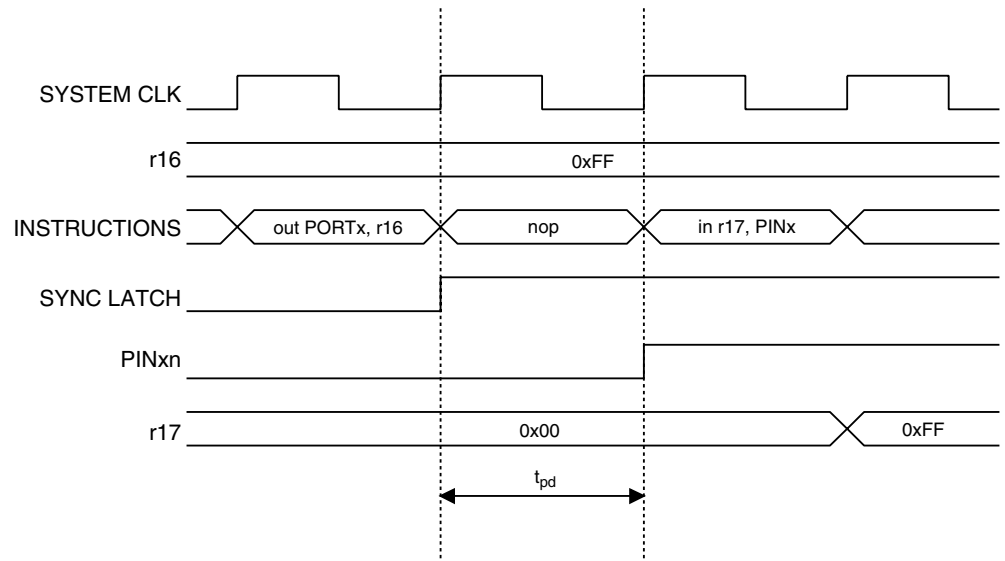 SYSTEM CLK
r16 0xFF
INSTRUCTIONS out PORTx, r16 nop in r17, PINx
SYNC LATCH
PINxn
r17 0x00 0xFF
tpd